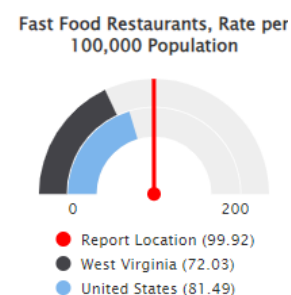 Fast Food Restaurants, Rate per
100,000 Population
0 200
Report Location (99.92)
West Virginia (72.03)
United States (81.49)